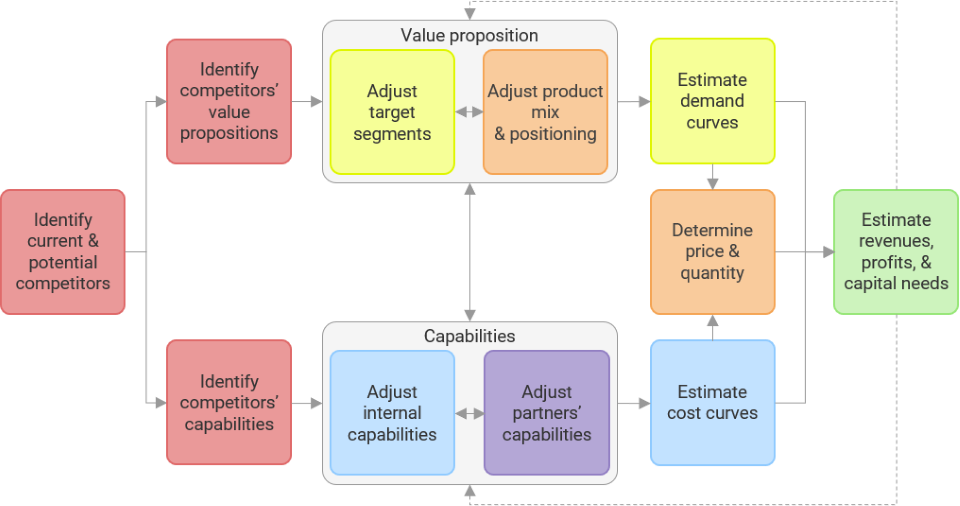 Value proposition
Identify
competitors'
value
propositions
Adjust
target
segments
Adjust product
mix
& positioning
Estimate
demand
curves
Identify
current &
potential
competitors
Determine
price &
quantity
Estimate
revenues,
profits, &
capital needs
Capabilities
Identify
competitors'
capabilities
Adjust
internal
capabilities
Adjust
partners'
capabilities
Estimate
cost curves